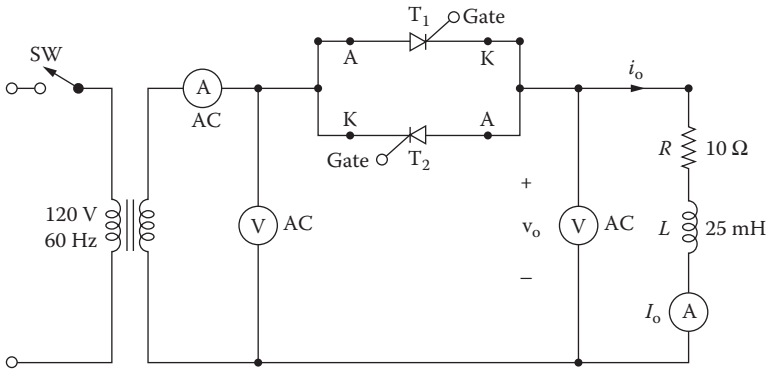 T1 Gate
SW
A K
A
AC
K A
Gate T2
io
R 10 Ω
120 V
60 Hz
V AC
+
vo
−
V AC
L 25 mH
Io A